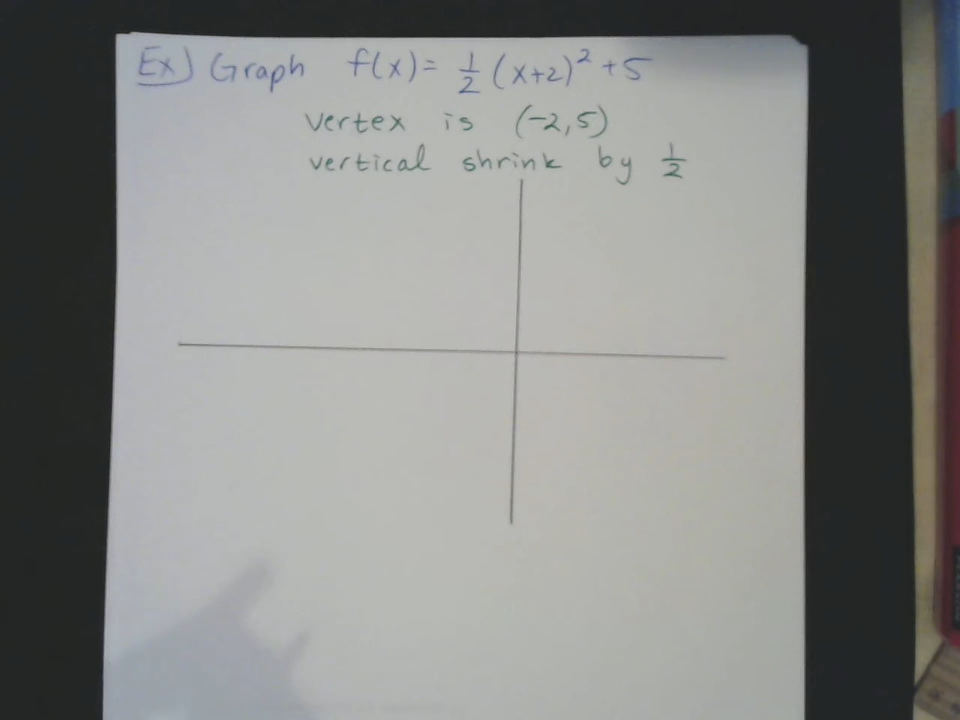 Ex) Graph f(x) = 1/2 (x+2)² + 5
vertex is (-2, 5)
vertical shrink by 1/2